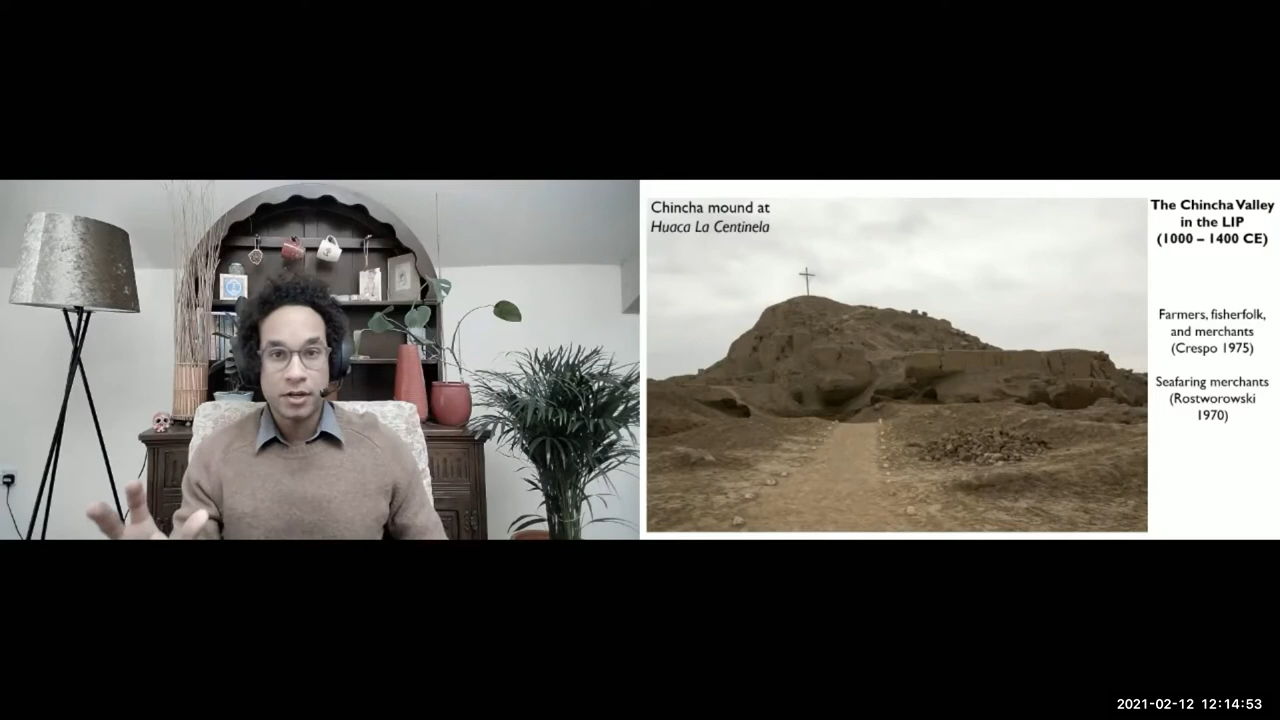 Chincha mound at
Huaca La Centinela
The Chincha Valley
in the LIP
(1000 – 1400 CE)
Farmers, fisherfolk,
and merchants
(Crespo 1975)
Seafaring merchants
(Rostworowski
1970)
2021-02-12 12:14:53